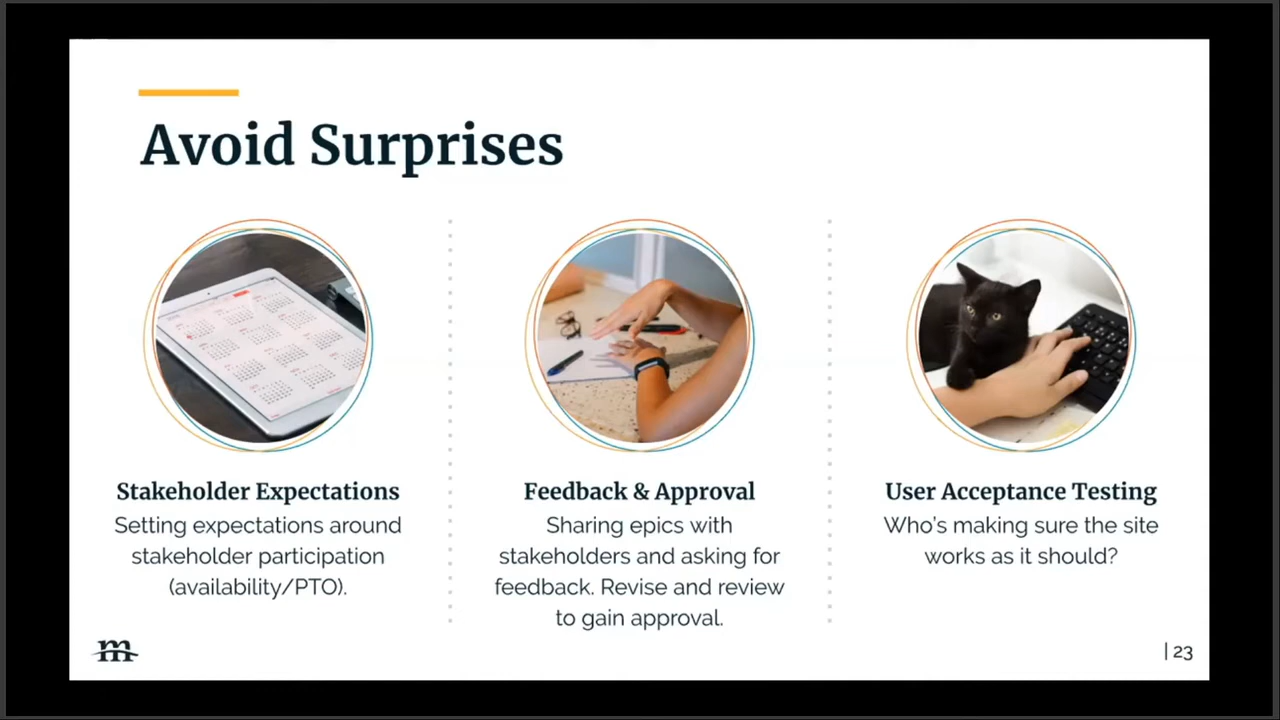 Avoid Surprises
Stakeholder Expectations
Setting expectations around
stakeholder participation
(availability/PTO).
Feedback & Approval
Sharing epics with
stakeholders and asking for
feedback. Revise and review
to gain approval.
User Acceptance Testing
Who's making sure the site
works as it should?
m
| 23